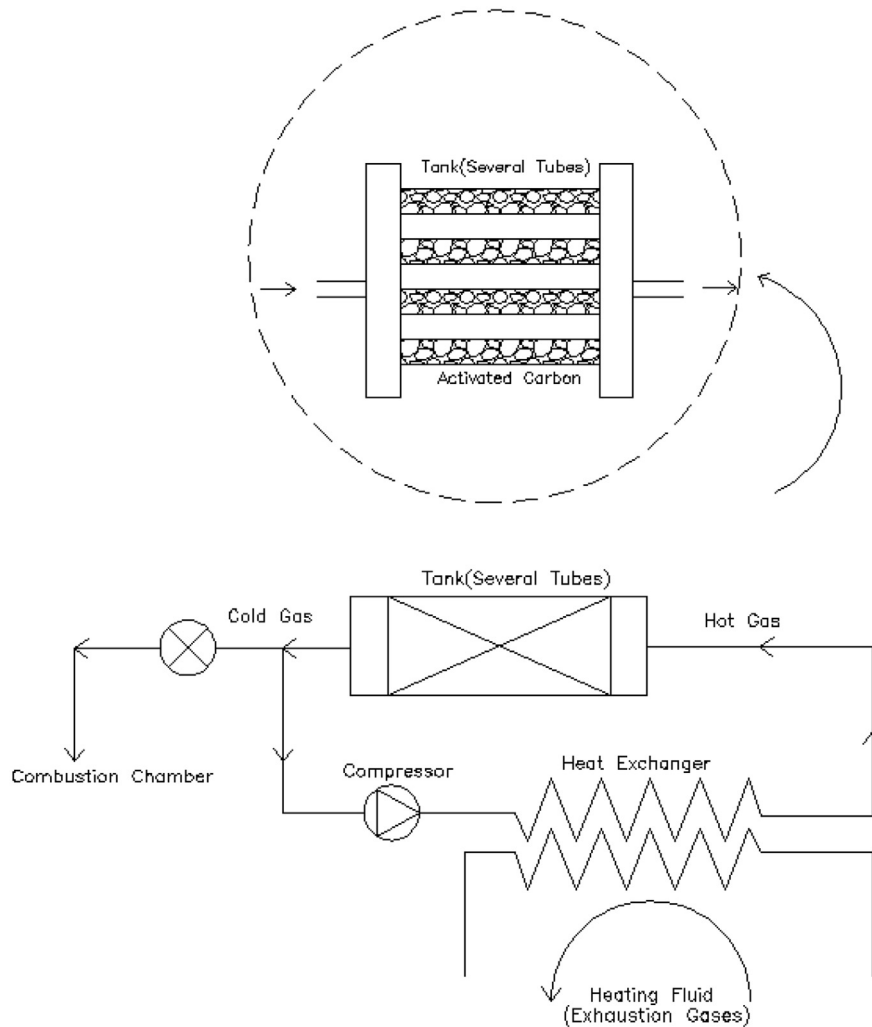 Tank(Several Tubes)
Activated Carbon
Tank(Several Tubes)
Cold Gas
Hot Gas
Combustion Chamber
Compressor
Heat Exchanger
Heating Fluid
(Exhaustion Gases)